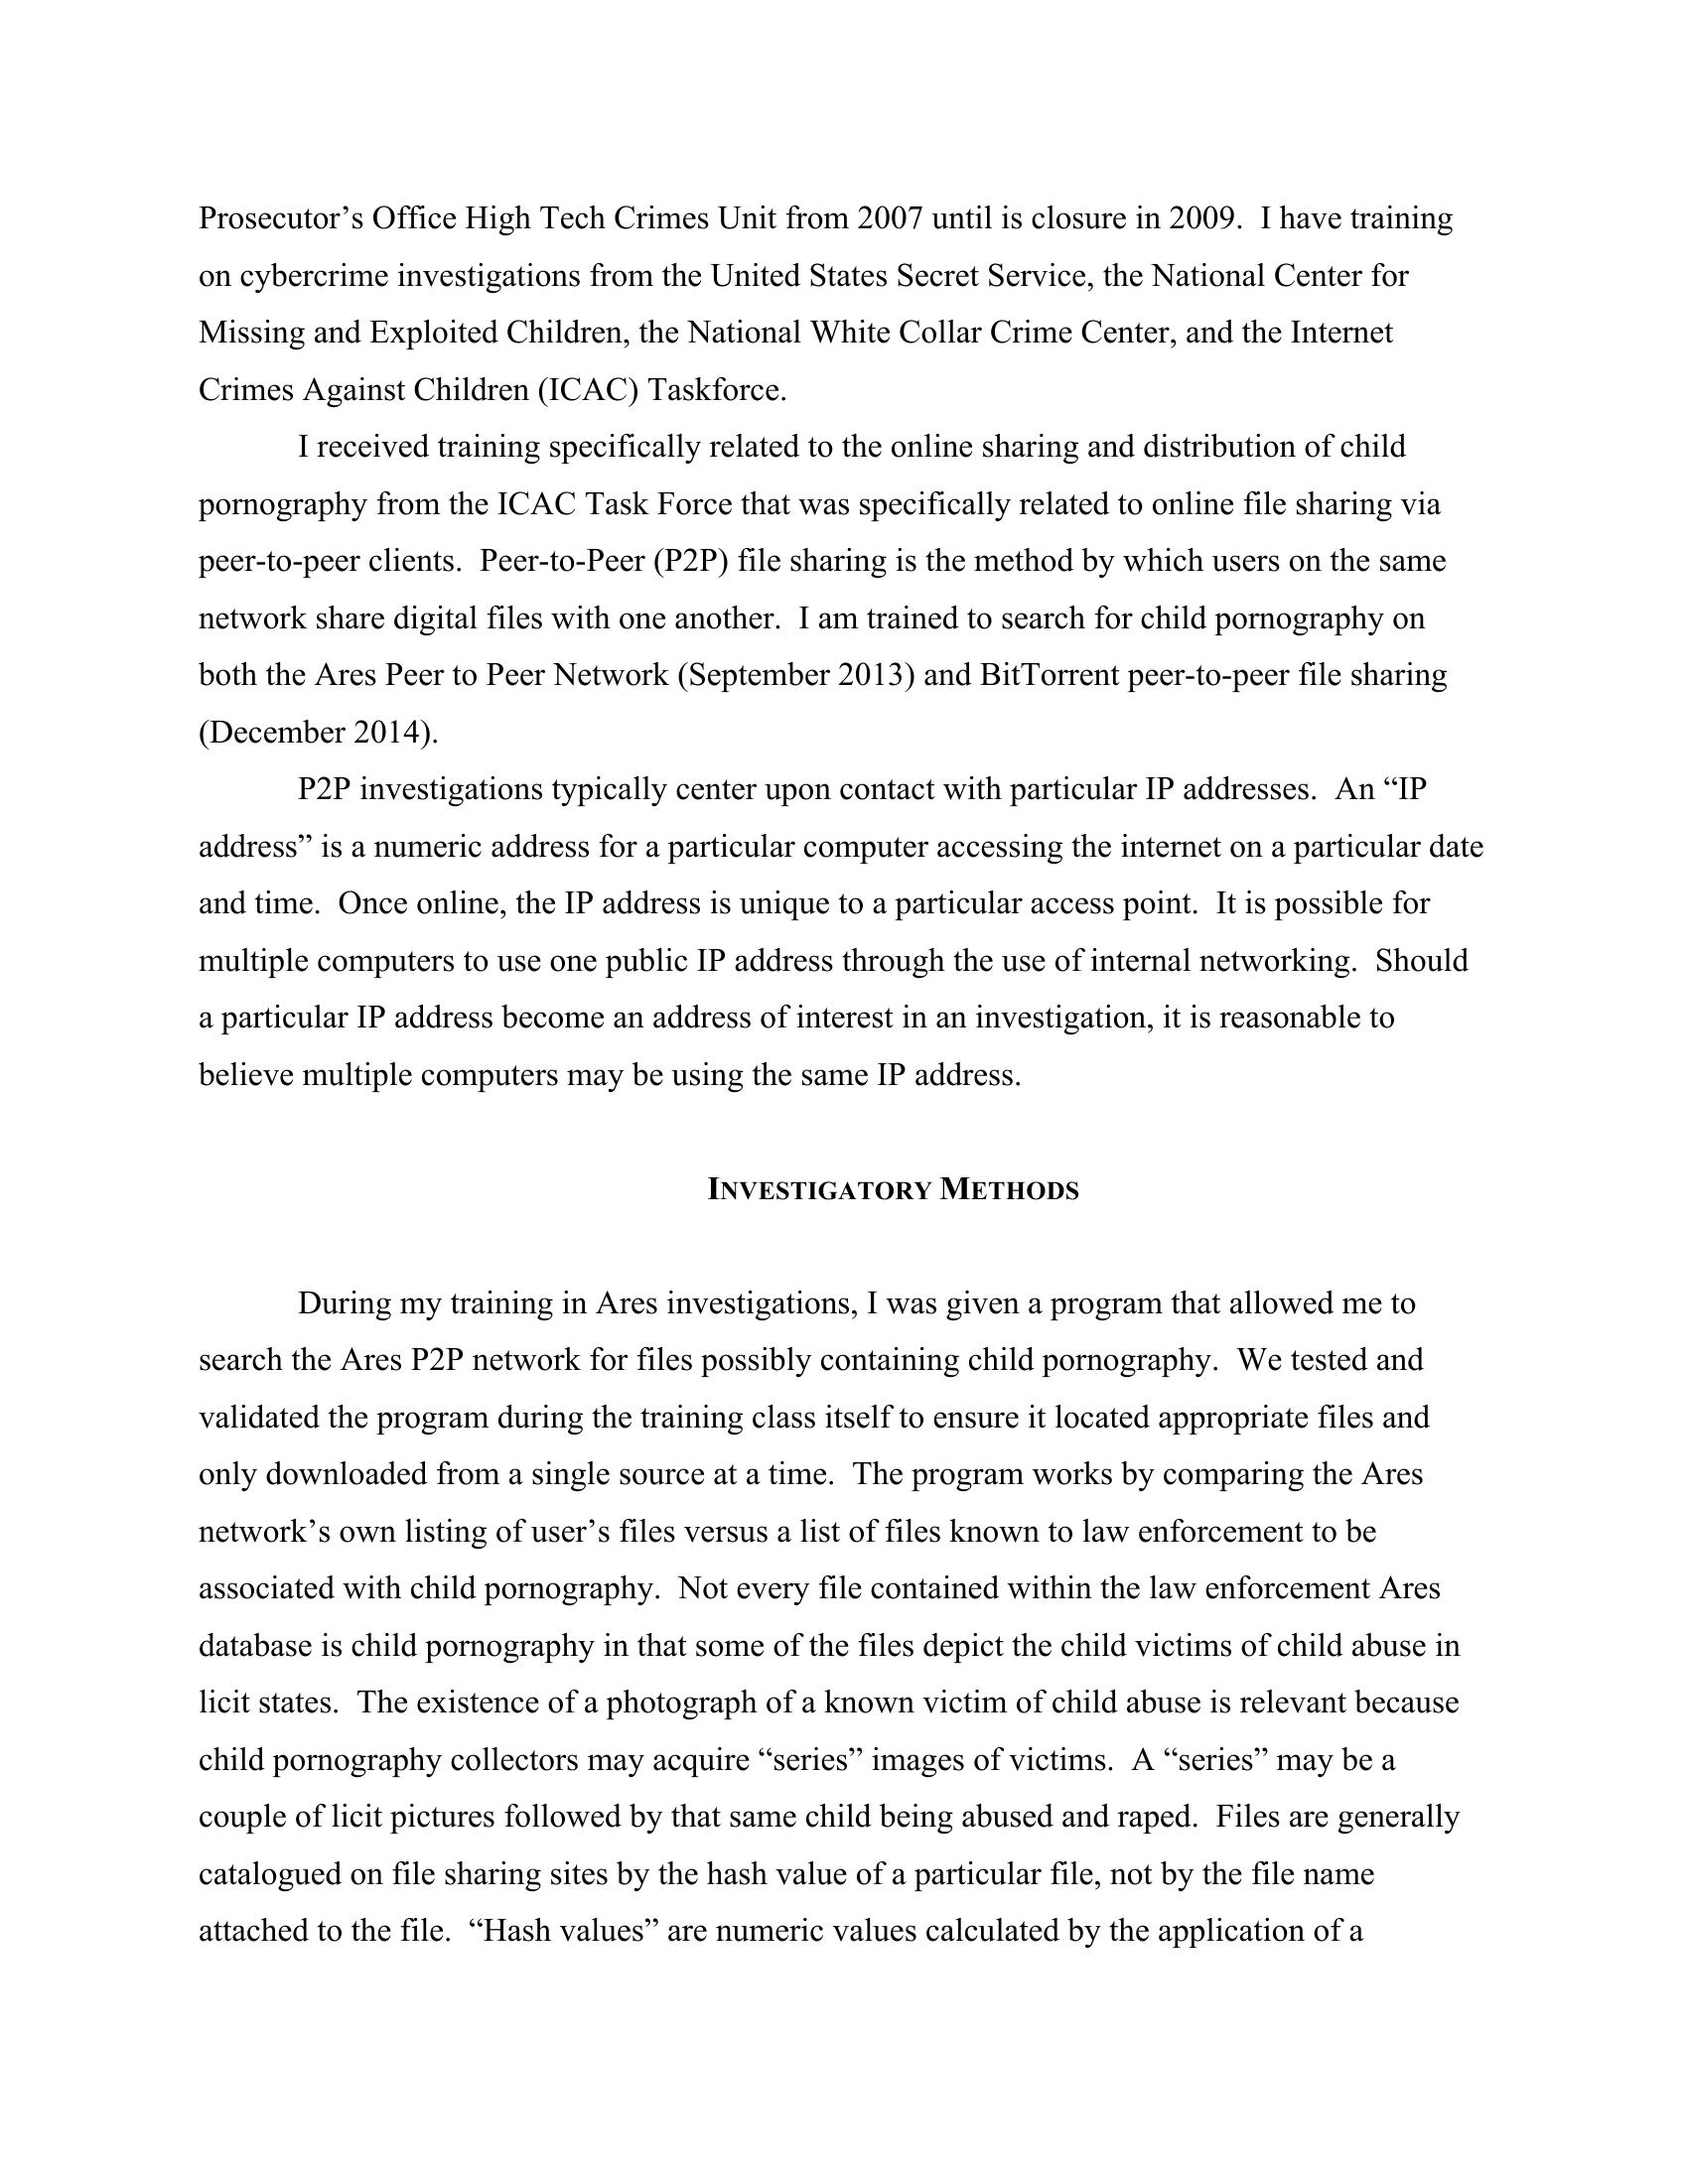 Prosecutor’s Office High Tech Crimes Unit from 2007 until is closure in 2009.  I have training
on cybercrime investigations from the United States Secret Service, the National Center for
Missing and Exploited Children, the National White Collar Crime Center, and the Internet
Crimes Against Children (ICAC) Taskforce.
I received training specifically related to the online sharing and distribution of child
pornography from the ICAC Task Force that was specifically related to online file sharing via
peer-to-peer clients.  Peer-to-Peer (P2P) file sharing is the method by which users on the same
network share digital files with one another.  I am trained to search for child pornography on
both the Ares Peer to Peer Network (September 2013) and BitTorrent peer-to-peer file sharing
(December 2014).
P2P investigations typically center upon contact with particular IP addresses.  An “IP
address” is a numeric address for a particular computer accessing the internet on a particular date
and time.  Once online, the IP address is unique to a particular access point.  It is possible for
multiple computers to use one public IP address through the use of internal networking.  Should
a particular IP address become an address of interest in an investigation, it is reasonable to
believe multiple computers may be using the same IP address.
INVESTIGATORY METHODS
During my training in Ares investigations, I was given a program that allowed me to
search the Ares P2P network for files possibly containing child pornography.  We tested and
validated the program during the training class itself to ensure it located appropriate files and
only downloaded from a single source at a time.  The program works by comparing the Ares
network’s own listing of user’s files versus a list of files known to law enforcement to be
associated with child pornography.  Not every file contained within the law enforcement Ares
database is child pornography in that some of the files depict the child victims of child abuse in
licit states.  The existence of a photograph of a known victim of child abuse is relevant because
child pornography collectors may acquire “series” images of victims.  A “series” may be a
couple of licit pictures followed by that same child being abused and raped.  Files are generally
catalogued on file sharing sites by the hash value of a particular file, not by the file name
attached to the file.  “Hash values” are numeric values calculated by the application of a